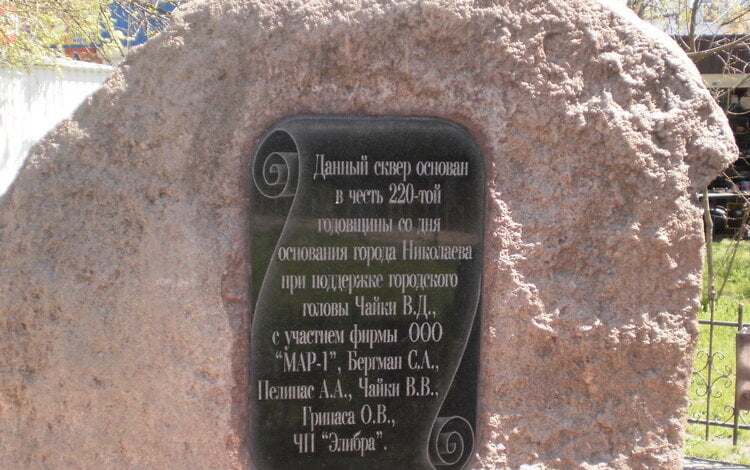 Данный сквер основан
в честь 220-той
годовщины со дня
основания города Николаева
при поддержке городского
головы Чайки В.Д.,
с участием фирмы ООО
“МАР-1”, Бергман С.А.,
Пелипас А.А., Чайки В.В.,
Грипаса О.В.,
ЧП “Элибра”.